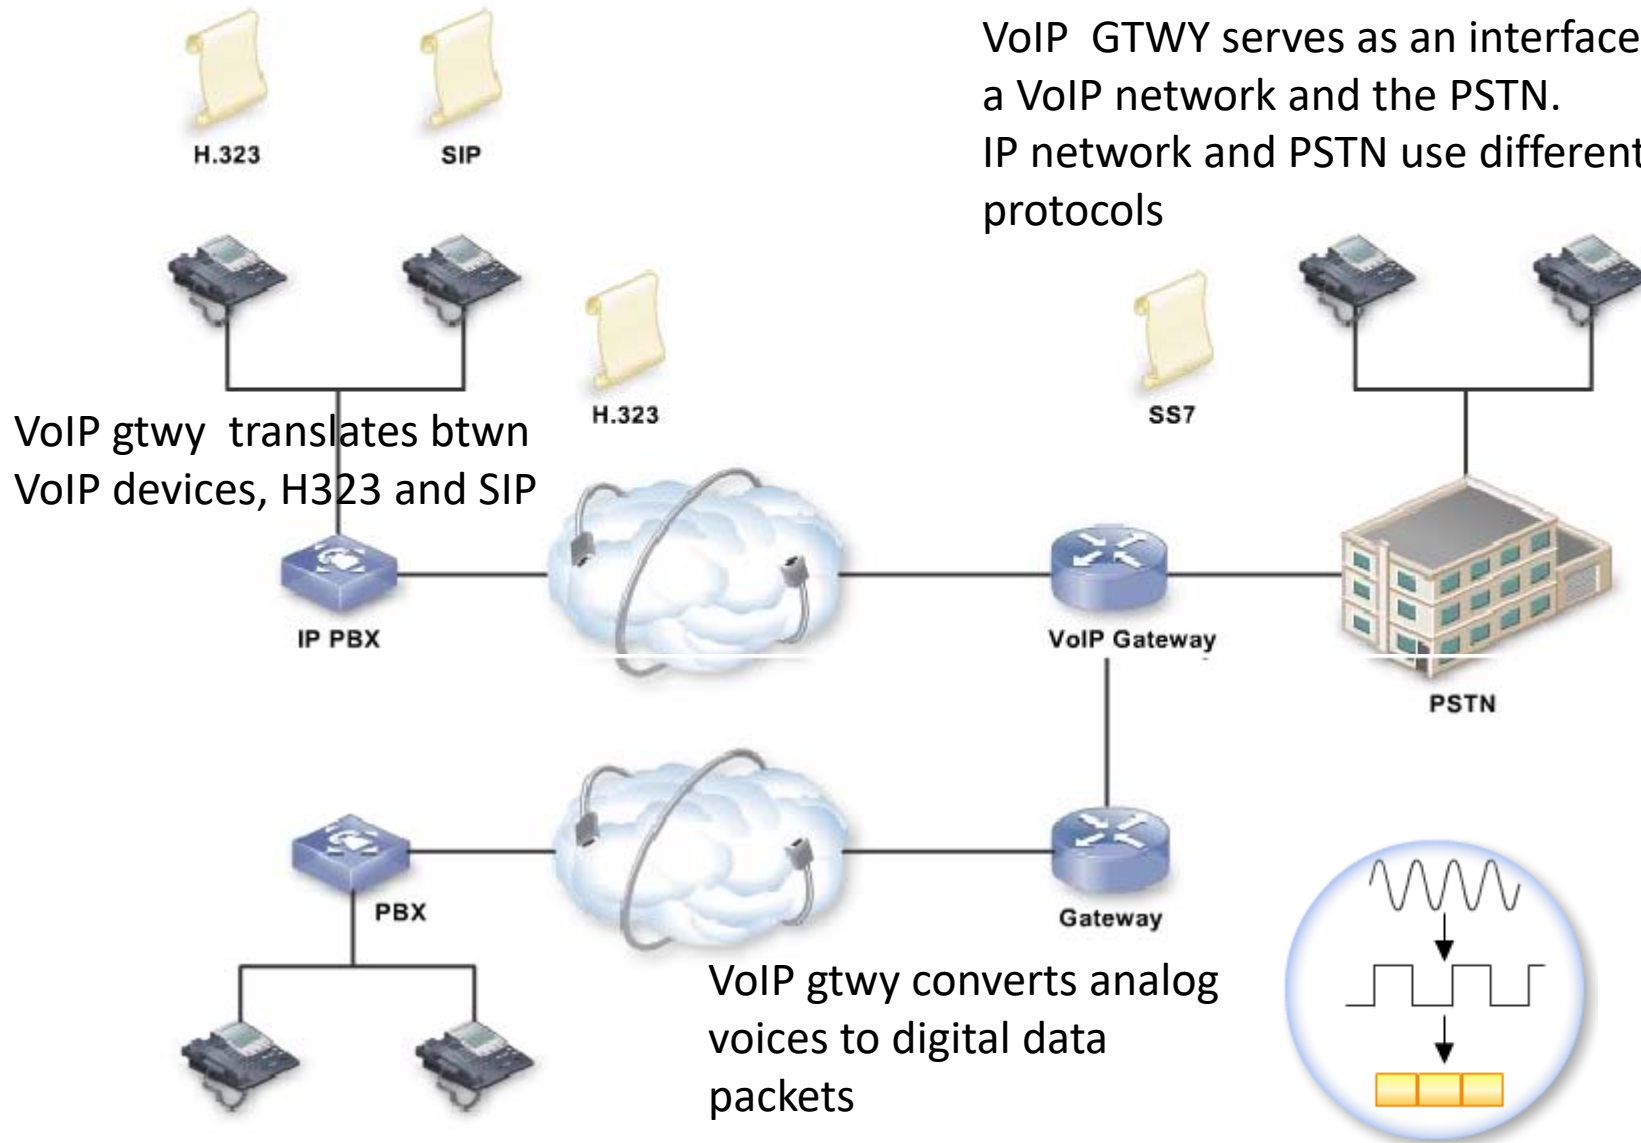 H.323
SIP
VoIP  GTWY serves as an interface
a VoIP network and the PSTN.
IP network and PSTN use different
protocols
H.323
SS7
VoIP gtwy  translates btwn
VoIP devices, H323 and SIP
IP PBX
VoIP Gateway
PSTN
PBX
Gateway
VoIP gtwy converts analog
voices to digital data
packets